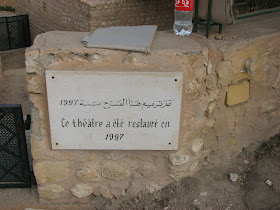 تم ترميم هذا المسرح سنة 1997
Ce théâtre a été restauré en
1997